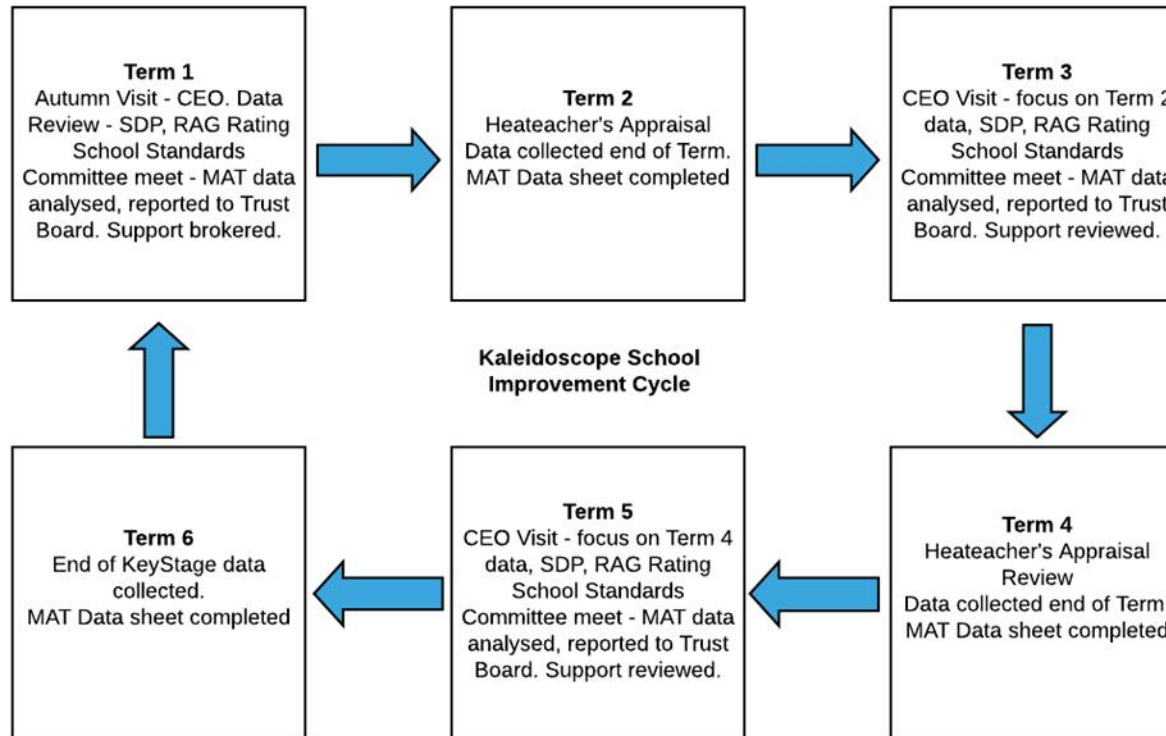 Term 1
Autumn Visit - CEO. Data
Review - SDP, RAG Rating
School Standards
Committee meet - MAT data
analysed, reported to Trust
Board. Support brokered.
Term 2
Heateacher's Appraisal
Data collected end of Term.
MAT Data sheet completed
Term 3
CEO Visit - focus on Term 2
data, SDP, RAG Rating
School Standards
Committee meet - MAT data
analysed, reported to Trust
Board. Support reviewed.
Kaleidoscope School
Improvement Cycle
Term 4
Heateacher's Appraisal
Review
Data collected end of Term
MAT Data sheet completed
Term 5
CEO Visit - focus on Term 4
data, SDP, RAG Rating
School Standards
Committee meet - MAT data
analysed, reported to Trust
Board. Support reviewed.
Term 6
End of KeyStage data
collected.
MAT Data sheet completed